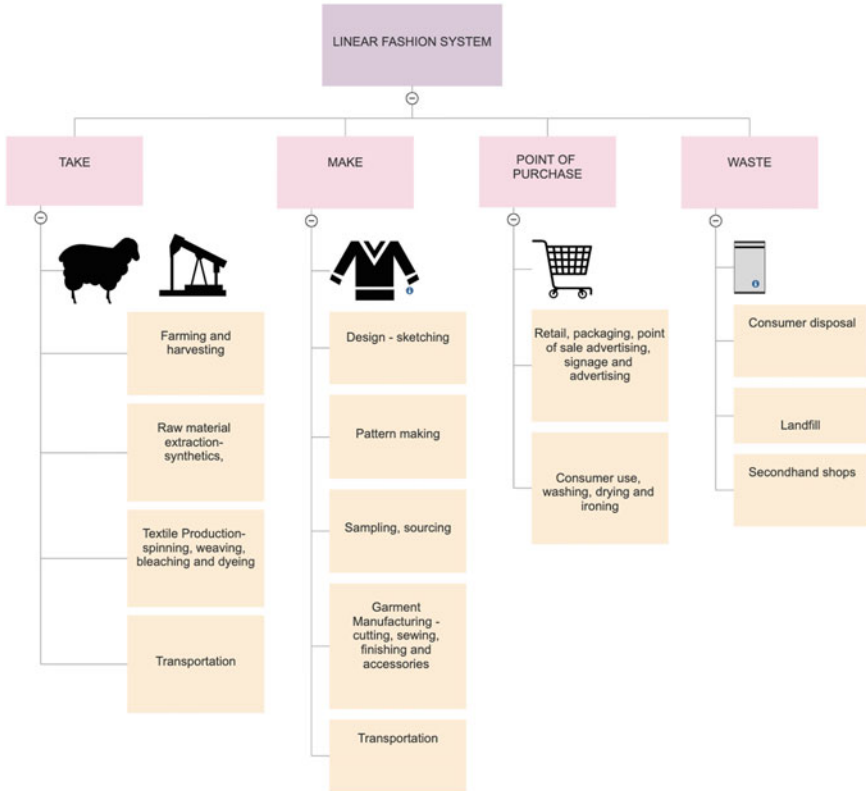 LINEAR FASHION SYSTEM
TAKE
MAKE
POINT OF
PURCHASE
WASTE
Farming and
harvesting
Raw material
extraction-
synthetics,
Textile Production-
spinning, weaving,
bleaching and dyeing
Transportation
Design - sketching
Pattern making
Sampling, sourcing
Garment
Manufacturing -
cutting, sewing,
finishing and
accessories
Transportation
Retail, packaging, point
of sale advertising,
signage and
advertising
Consumer use,
washing, drying and
ironing
Consumer disposal
Landfill
Secondhand shops